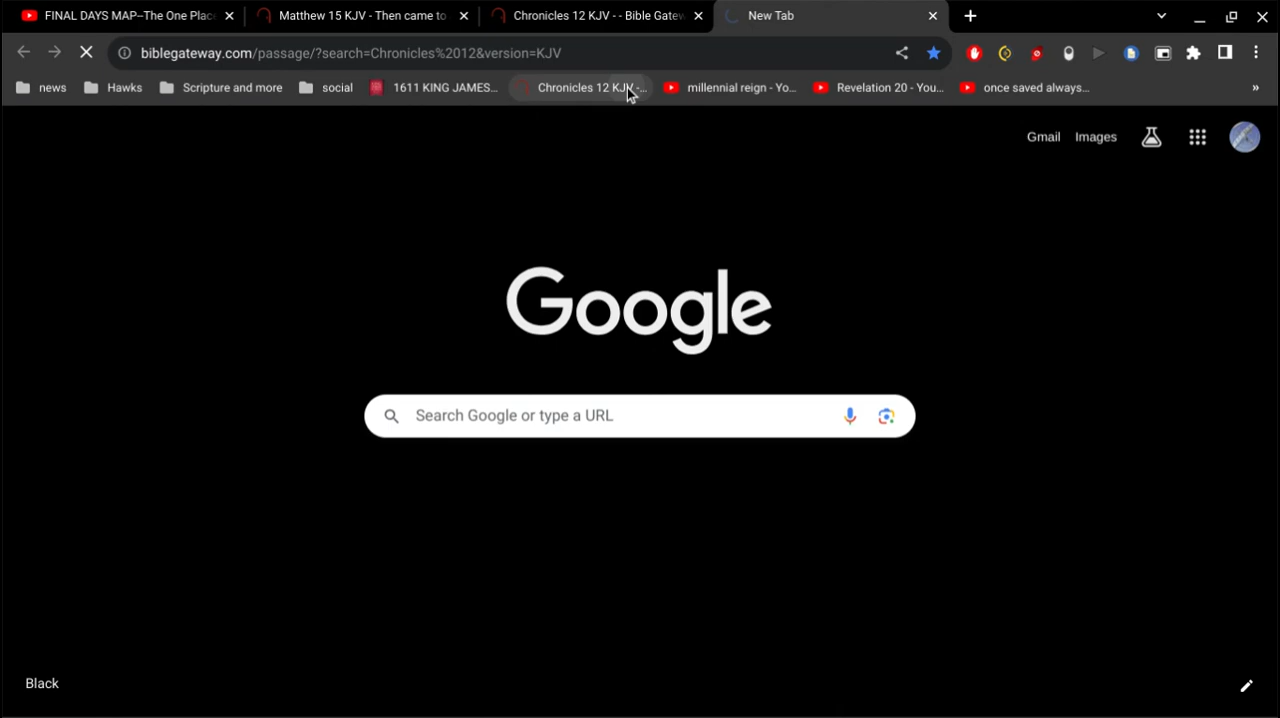 FINAL DAYS MAP--The One Plac
Matthew 15 KJV - Then came to
Chronicles 12 KJV - - Bible Gatew
New Tab
biblegateway.com/passage/?search=Chronicles%2012&version=KJV
news
Hawks
Scripture and more
social
1611 KING JAMES...
Chronicles 12 KJV -...
millennial reign - Yo...
Revelation 20 - You...
once saved always...
»
Gmail
Images
Google
Search Google or type a URL
Black